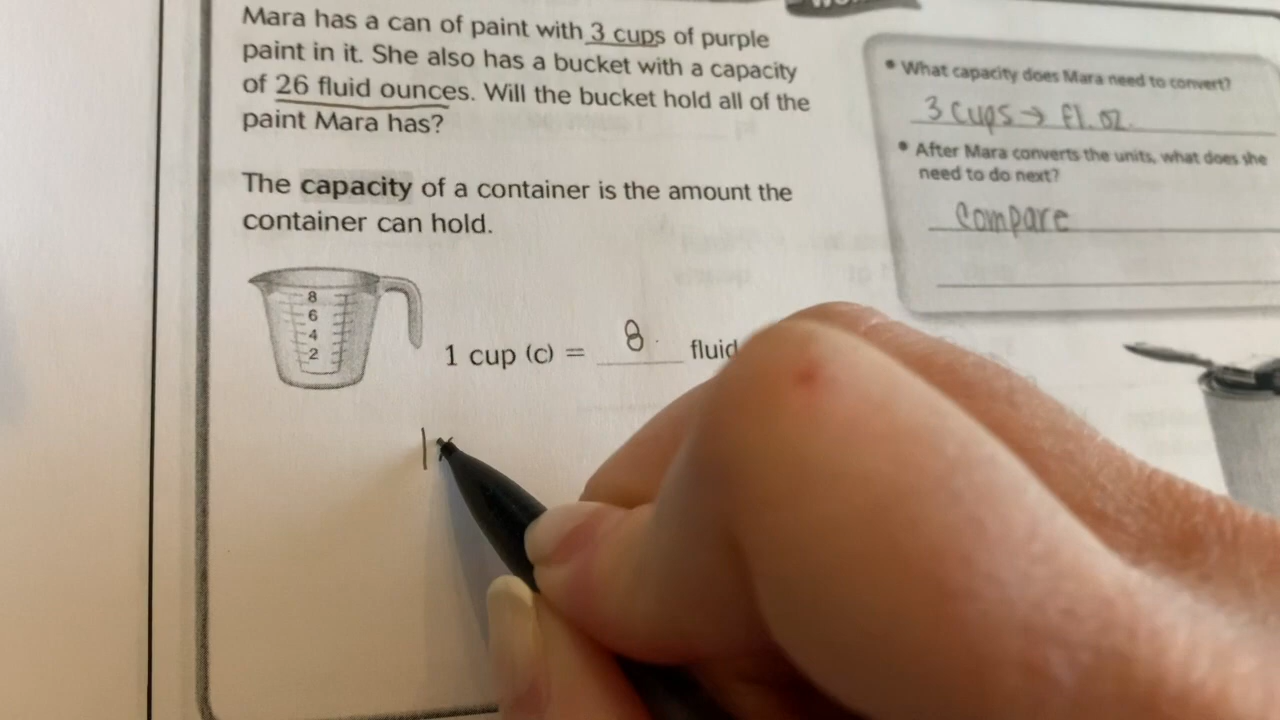 Mara has a can of paint with 3 cups of purple
paint in it. She also has a bucket with a capacity
of 26 fluid ounces. Will the bucket hold all of the
paint Mara has?
The capacity of a container is the amount the
container can hold.
8
6
4
2
1 cup (c) = 8 fluid
1
• What capacity does Mara need to convert?
3 cups → fl. oz.
• After Mara converts the units, what does she
need to do next?
compare